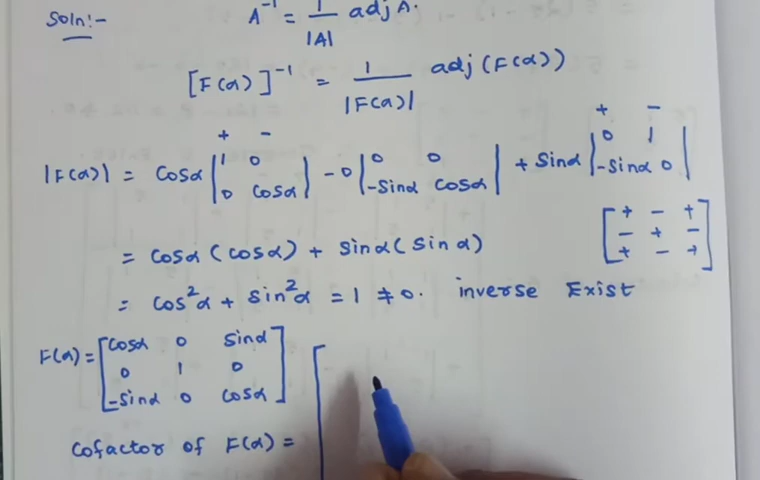 Soln:-
A⁻¹ = 1/|A| adj A.
[F(α)]⁻¹ = 1/|F(α)| adj (F(α))
+ - + -
|F(α)| = cosα |1 0; 0 cosα| - 0 |0 0; -sinα cosα| + sinα |0 1; -sinα 0|
= cosα (cosα) + sinα (sin α)
[+ - +; - + -; + - +]
= cos²α + sin²α = 1 ≠ 0. inverse Exist
F(α) = [cosα 0 sinα; 0 1 0; -sinα 0 cosα] [
cofactor of F(α) =